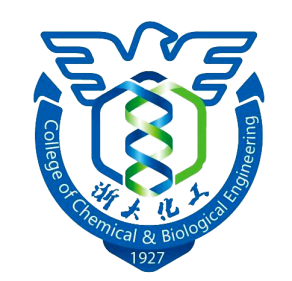 浙大化工
College of Chemical & Biological Engineering
1927